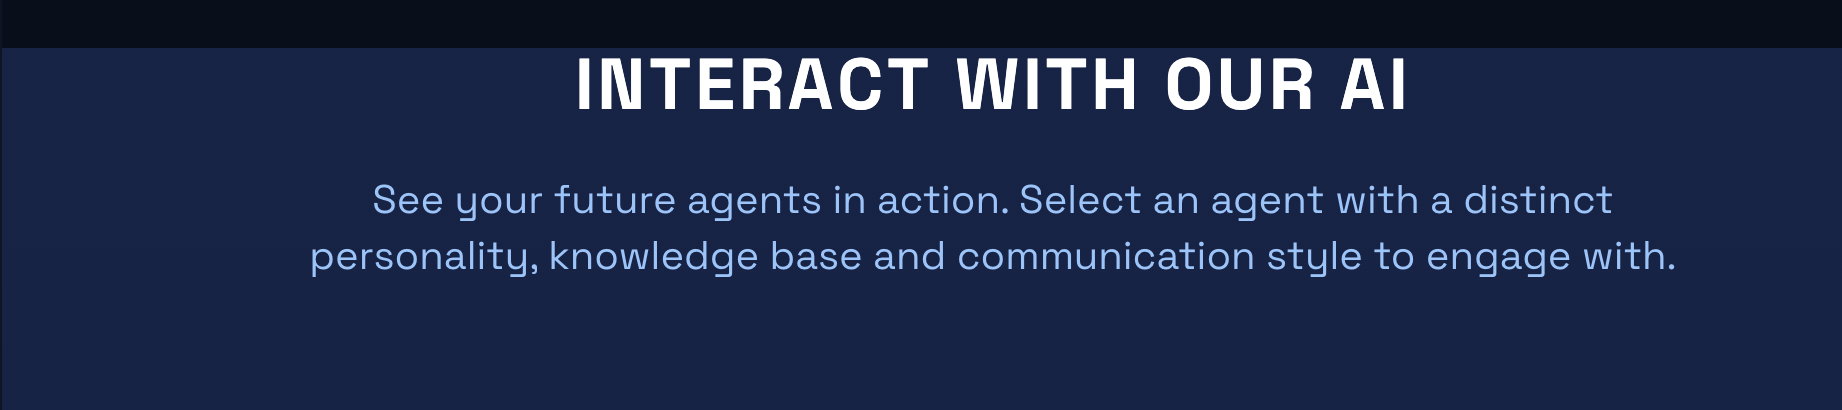 INTERACT WITH OUR AI
See your future agents in action. Select an agent with a distinct
personality, knowledge base and communication style to engage with.